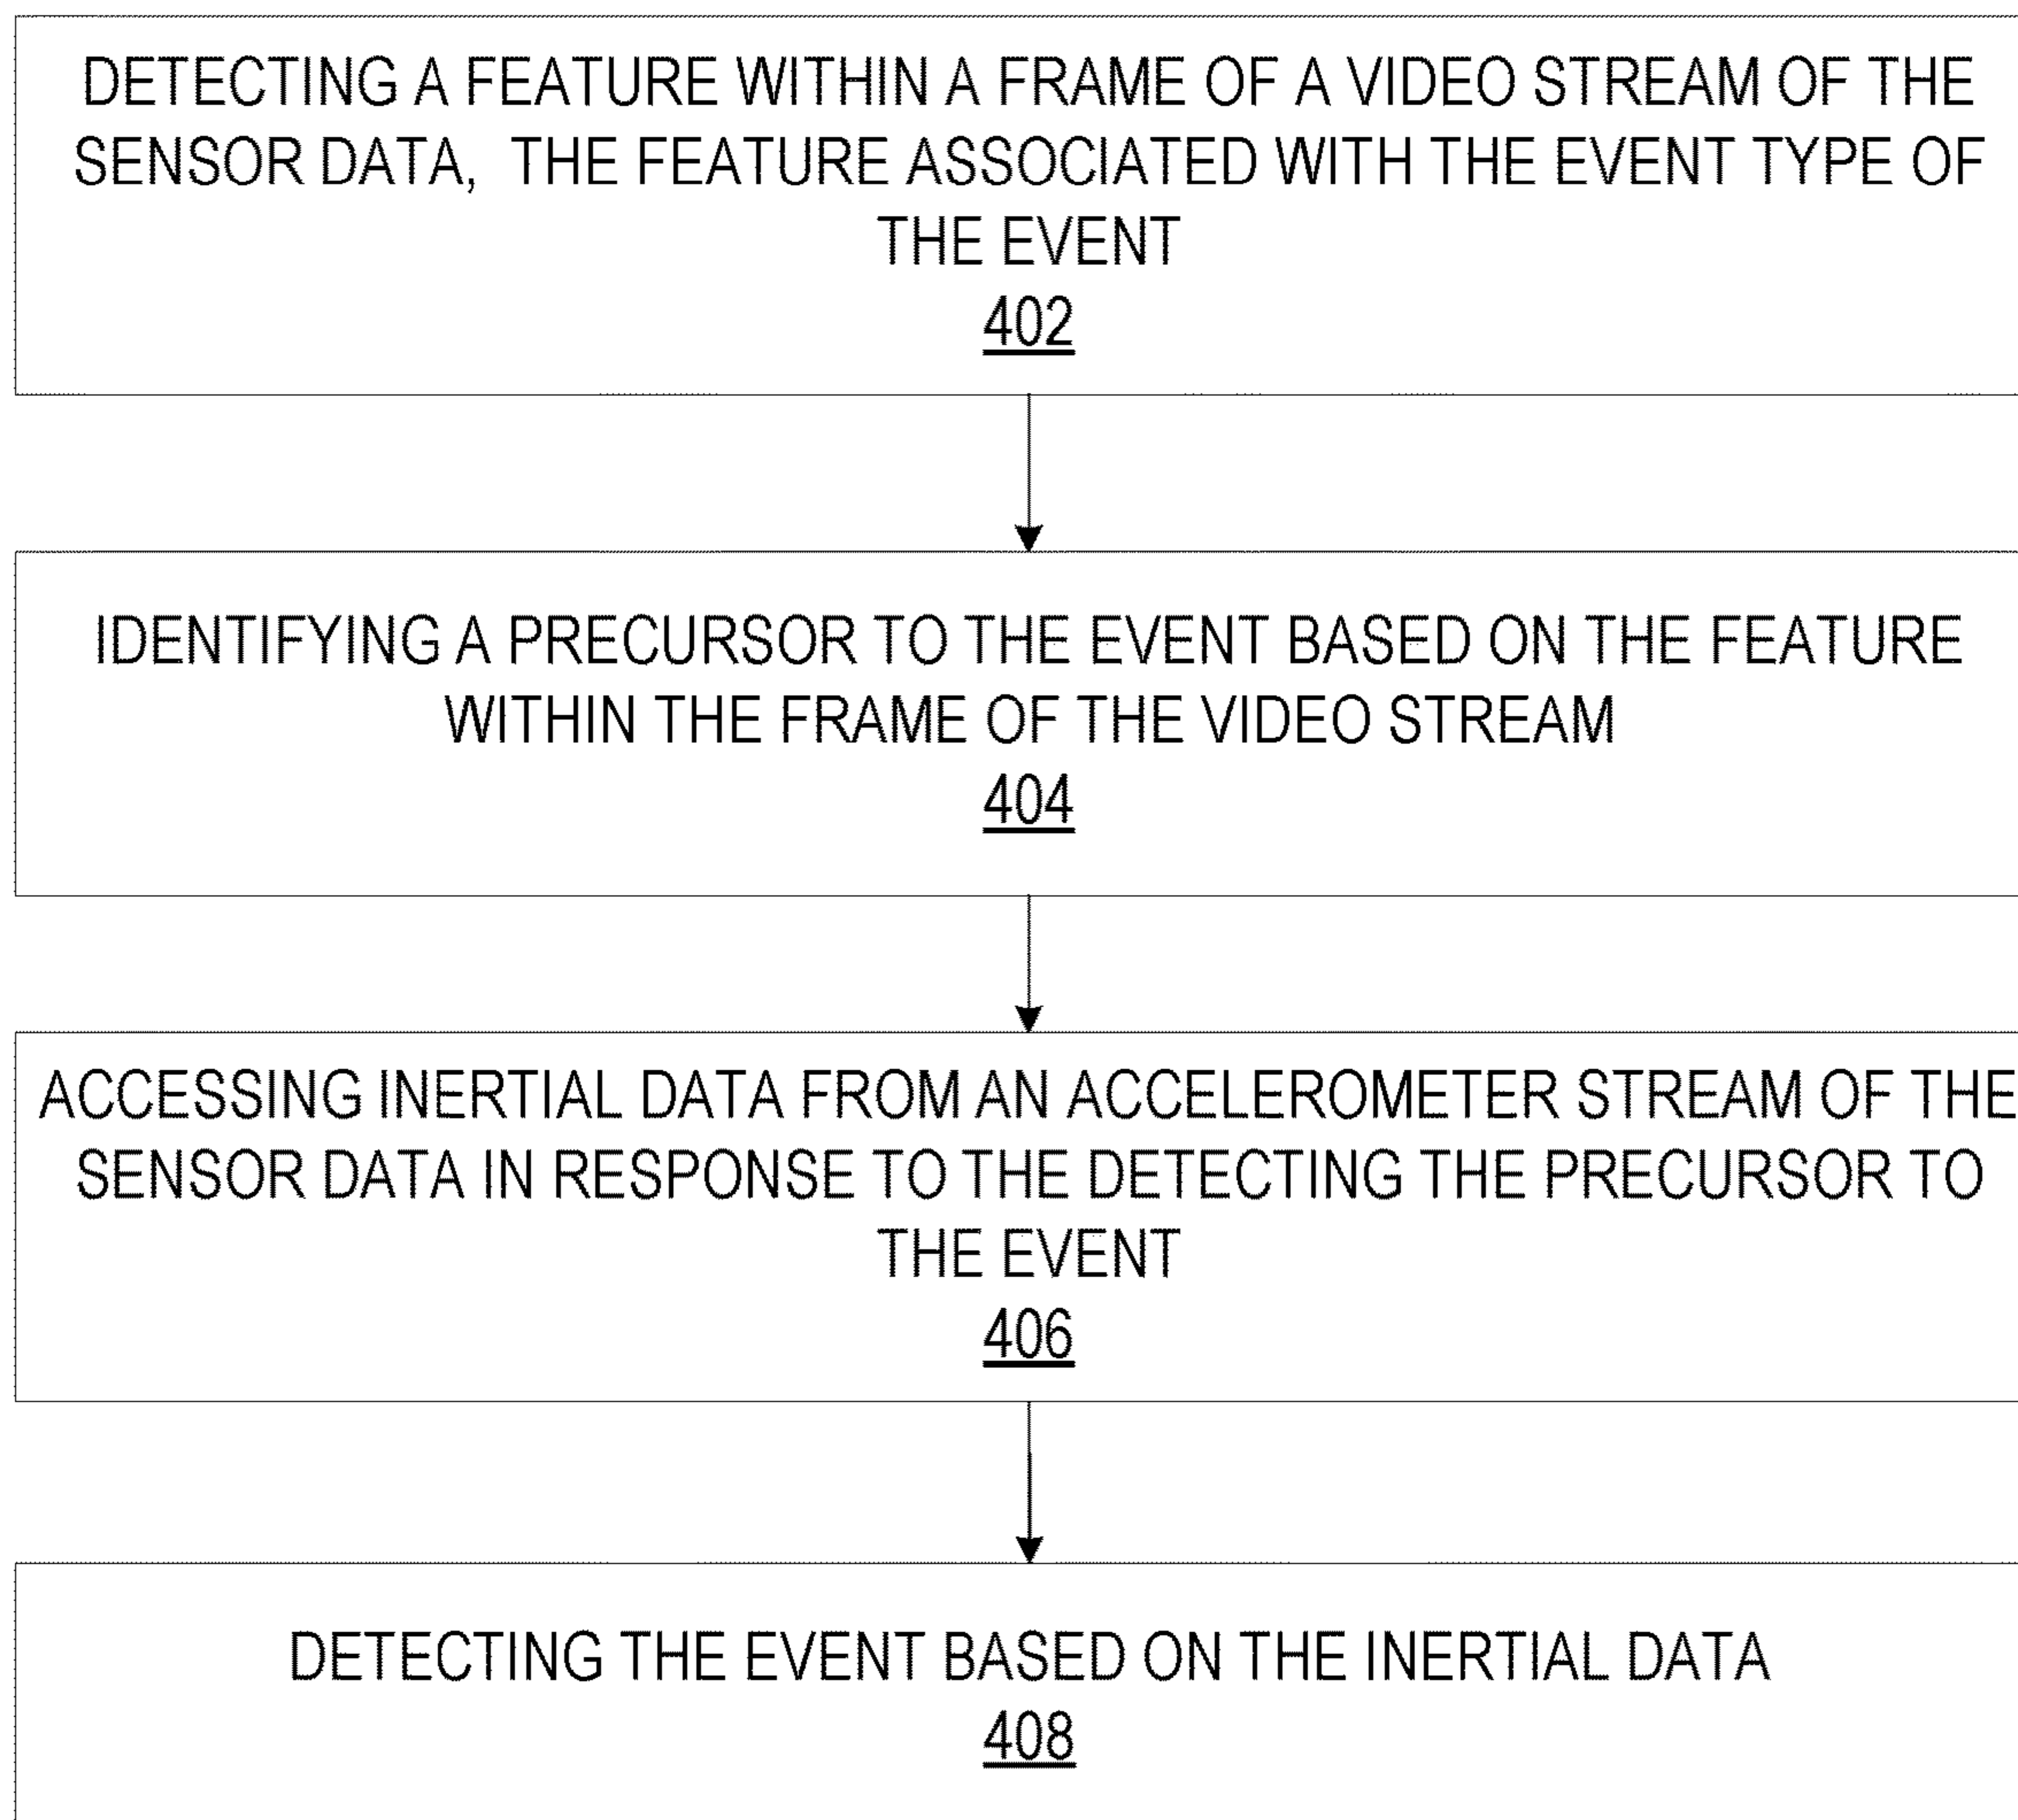 DETECTING A FEATURE WITHIN A FRAME OF A VIDEO STREAM OF THE
SENSOR DATA, THE FEATURE ASSOCIATED WITH THE EVENT TYPE OF
THE EVENT
402
IDENTIFYING A PRECURSOR TO THE EVENT BASED ON THE FEATURE
WITHIN THE FRAME OF THE VIDEO STREAM
404
ACCESSING INERTIAL DATA FROM AN ACCELEROMETER STREAM OF THE
SENSOR DATA IN RESPONSE TO THE DETECTING THE PRECURSOR TO
THE EVENT
406
DETECTING THE EVENT BASED ON THE INERTIAL DATA
408